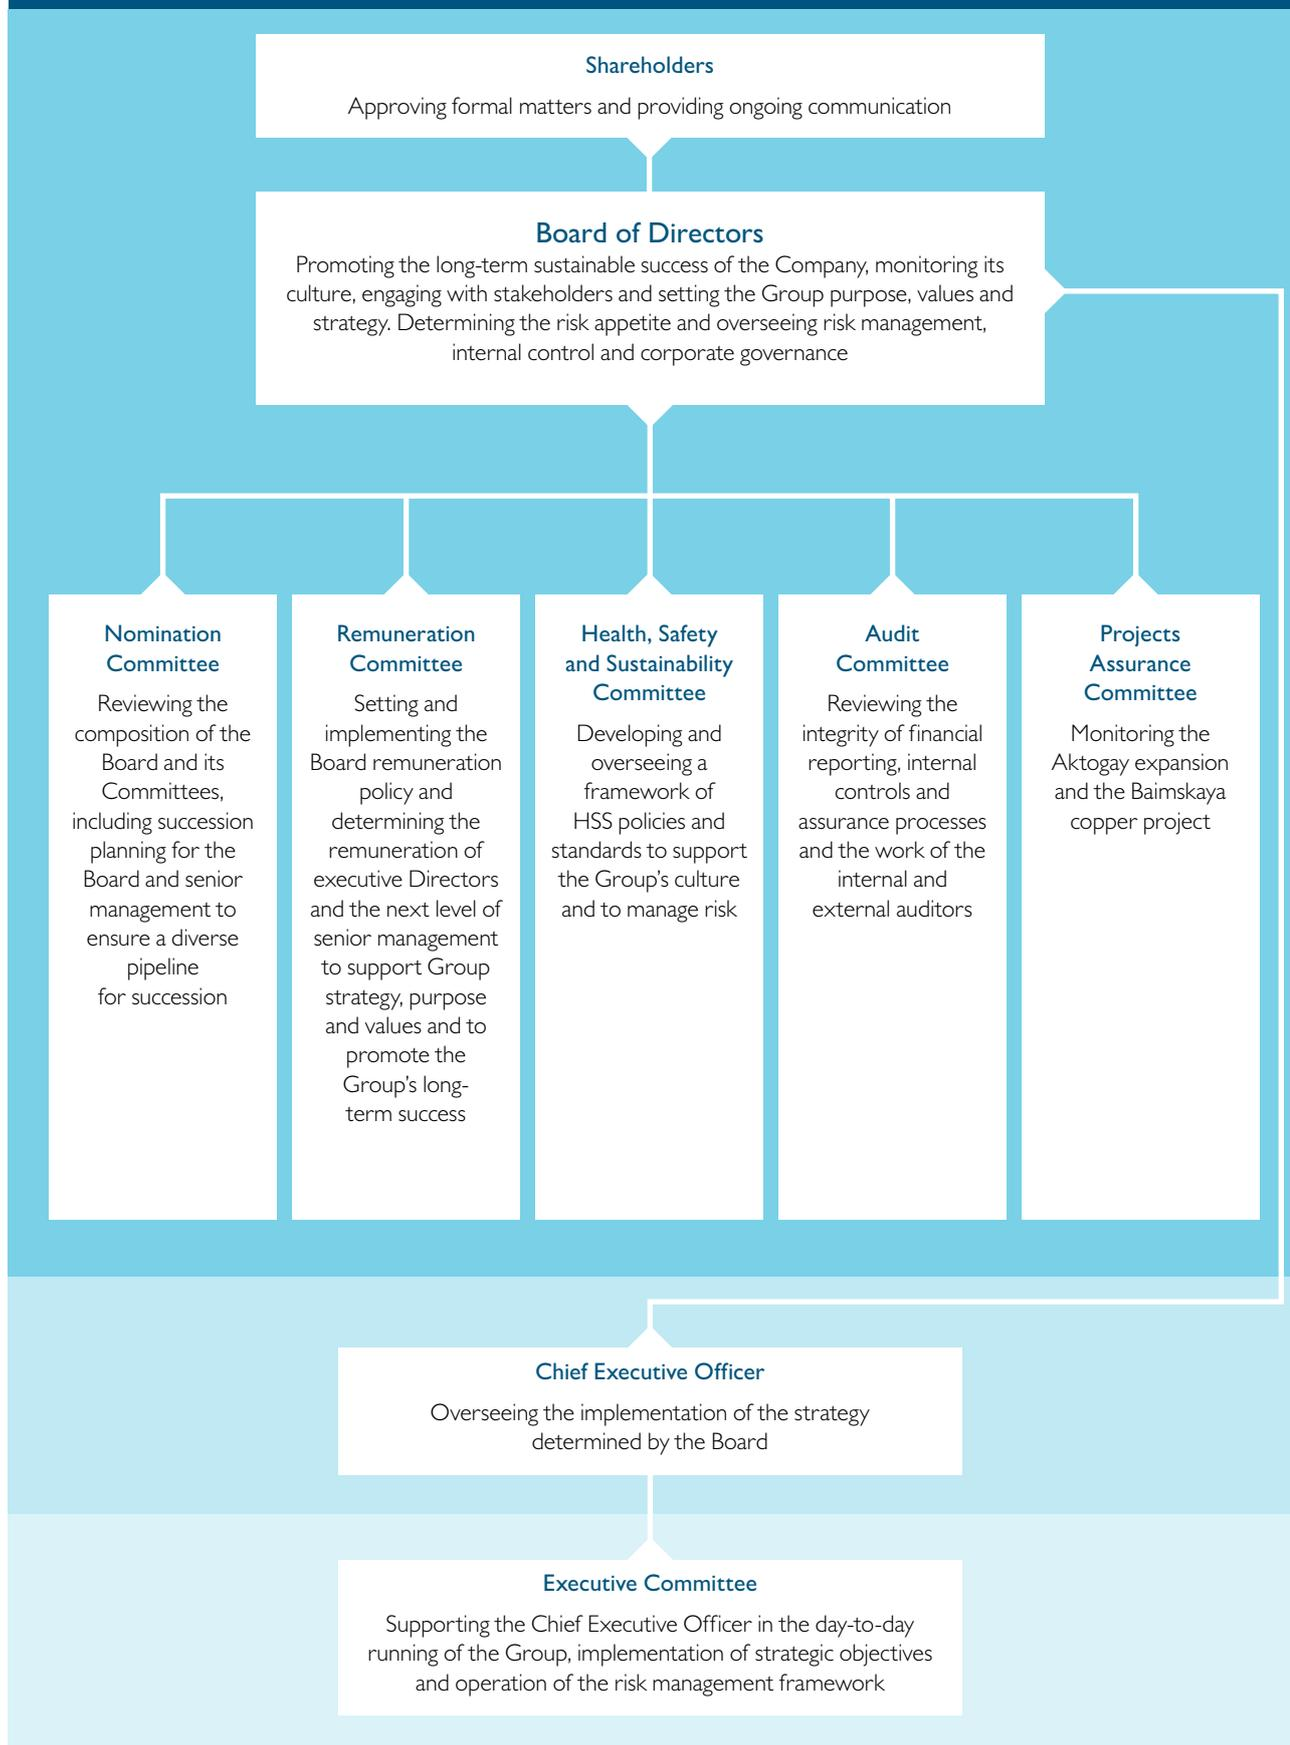 Shareholders
Approving formal matters and providing ongoing communication
Board of Directors
Promoting the long-term sustainable success of the Company, monitoring its
culture, engaging with stakeholders and setting the Group purpose, values and
strategy. Determining the risk appetite and overseeing risk management,
internal control and corporate governance
Nomination
Committee
Reviewing the
composition of the
Board and its
Committees,
including succession
planning for the
Board and senior
management to
ensure a diverse
pipeline
for succession
Remuneration
Committee
Setting and
implementing the
Board remuneration
policy and
determining the
remuneration of
executive Directors
and the next level of
senior management
to support Group
strategy, purpose
and values and to
promote the
Group’s long-
term success
Health, Safety
and Sustainability
Committee
Developing and
overseeing a
framework of
HSS policies and
standards to support
the Group’s culture
and to manage risk
Audit
Committee
Reviewing the
integrity of financial
reporting, internal
controls and
assurance processes
and the work of the
internal and
external auditors
Projects
Assurance
Committee
Monitoring the
Aktogay expansion
and the Baimskaya
copper project
Chief Executive Officer
Overseeing the implementation of the strategy
determined by the Board
Executive Committee
Supporting the Chief Executive Officer in the day-to-day
running of the Group, implementation of strategic objectives
and operation of the risk management framework